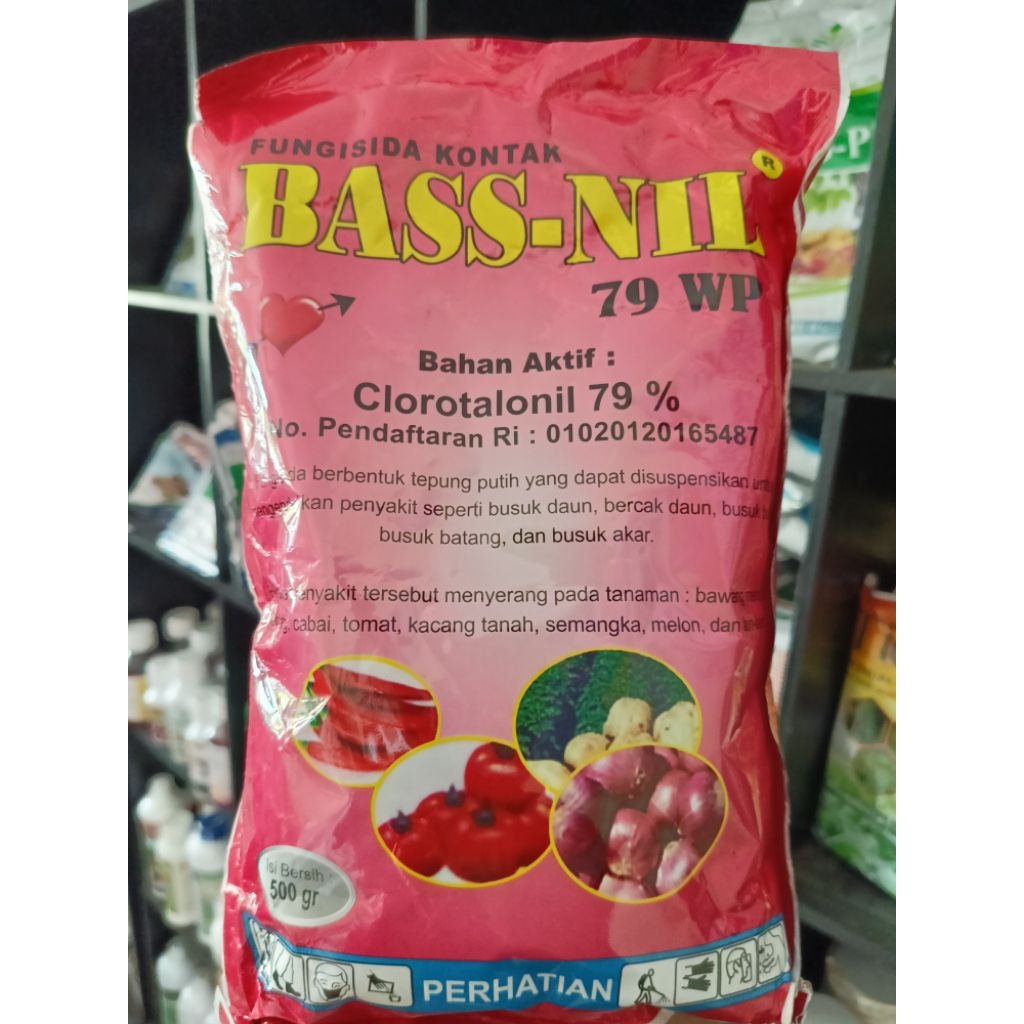 FUNGISIDA KONTAK
BASS-NIL®
79 WP
Bahan Aktif :
Clorotalonil 79 %
No. Pendaftaran Ri : 01020120165487
berbentuk tepung putih yang dapat disuspensikan
penyakit seperti busuk daun, bercak daun, busuk
busuk batang, dan busuk akar.
penyakit tersebut menyerang pada tanaman : bawang
cabai, tomat, kacang tanah, semangka, melon, dan
Isi Bersih :
500 gr
PERHATIAN